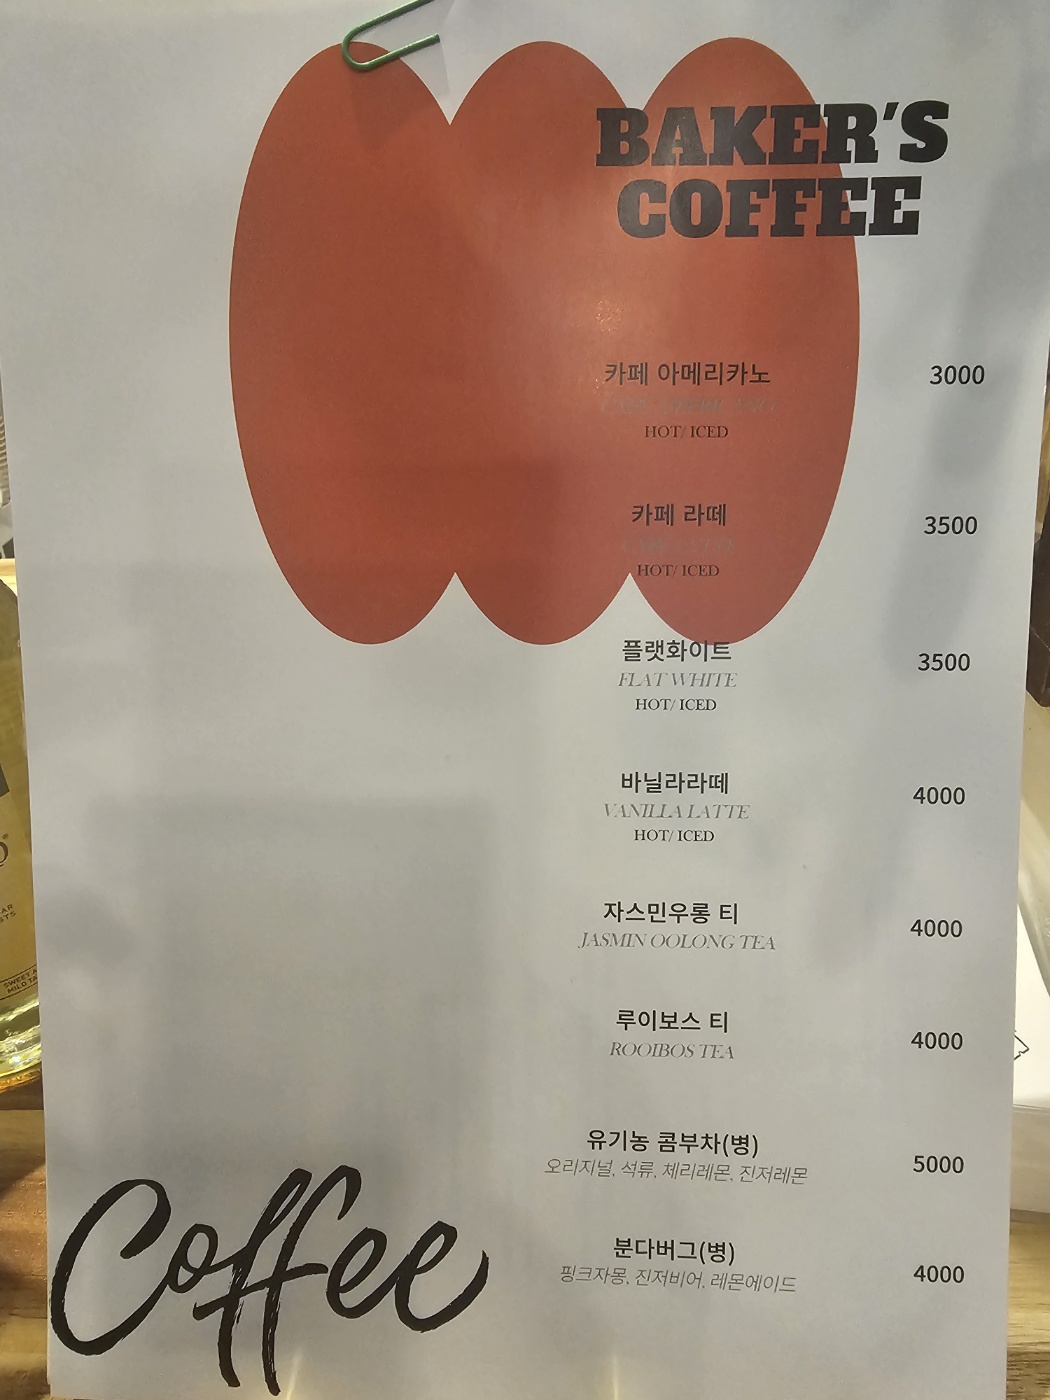 BAKER'S
COFFEE
카페 아메리카노 3000
HOT/ ICED
카페 라떼 3500
HOT/ ICED
플랫화이트 3500
FLAT WHITE
HOT/ ICED
바닐라라떼 4000
VANILLA LATTE
HOT/ ICED
자스민우롱 티 4000
JASMIN OOLONG TEA
루이보스 티 4000
ROOIBOS TEA
유기농 콤부차(병) 5000
오리지널, 석류, 체리레몬, 진저레몬
분다버그(병) 4000
핑크자몽, 진저비어, 레몬에이드
Coffee